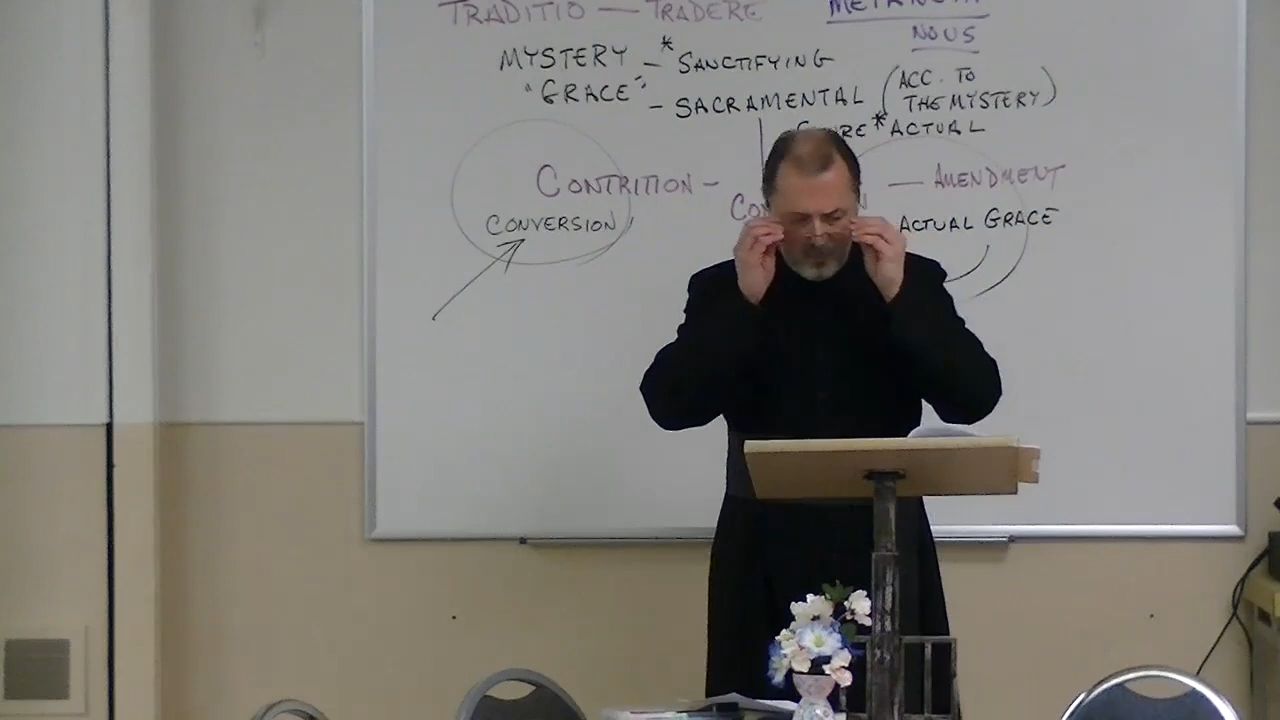 TRADITIO — TRADERE
NOUS
MYSTERY - * SANCTIFYING
"GRACE" - SACRAMENTAL (ACC. TO THE MYSTERY)
* ACTUAL
CONTRITION - — AMENDMENT
CONVERSION ACTUAL GRACE